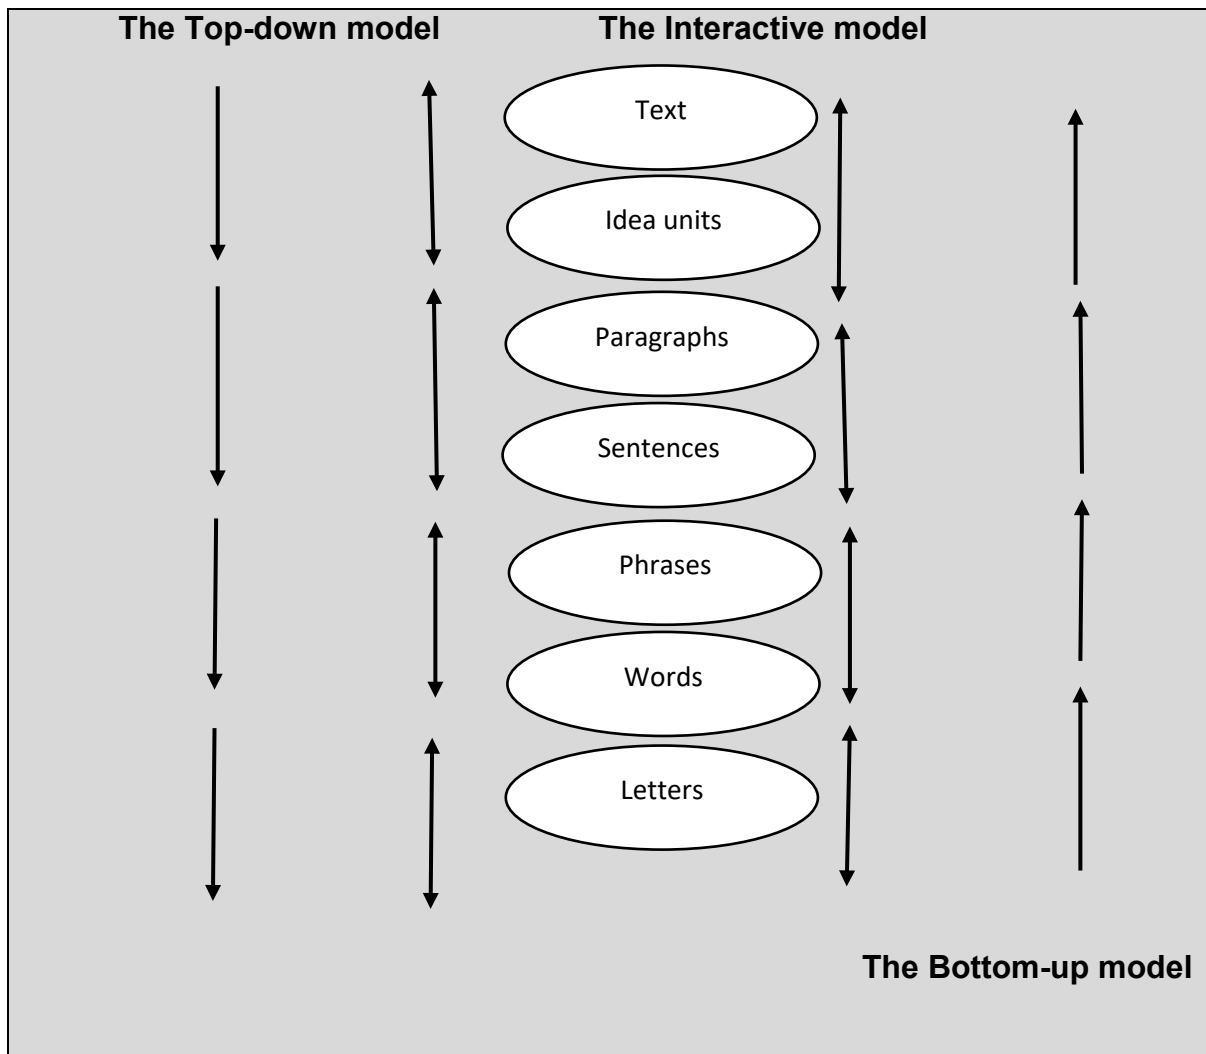 The Top-down model
The Interactive model
Text
Idea units
Paragraphs
Sentences
Phrases
Words
Letters
The Bottom-up model